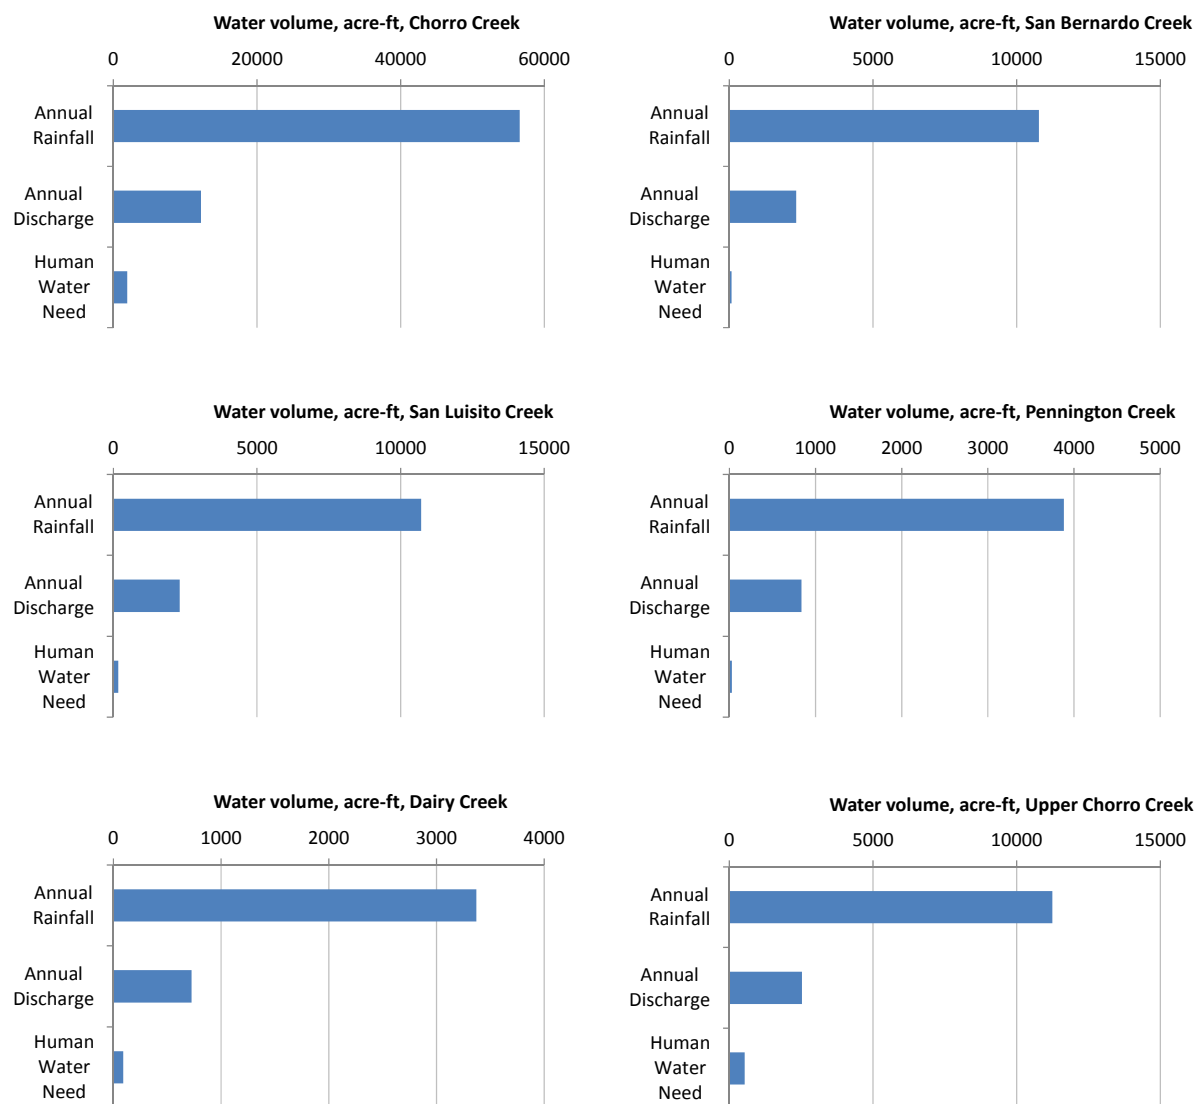 Water volume, acre-ft, Chorro Creek
0 20000 40000 60000
Annual
Rainfall
Annual
Discharge
Human
Water
Need
Water volume, acre-ft, San Bernardo Creek
0 5000 10000 15000
Annual
Rainfall
Annual
Discharge
Human
Water
Need
Water volume, acre-ft, San Luisito Creek
0 5000 10000 15000
Annual
Rainfall
Annual
Discharge
Human
Water
Need
Water volume, acre-ft, Pennington Creek
0 1000 2000 3000 4000 5000
Annual
Rainfall
Annual
Discharge
Human
Water
Need
Water volume, acre-ft, Dairy Creek
0 1000 2000 3000 4000
Annual
Rainfall
Annual
Discharge
Human
Water
Need
Water volume, acre-ft, Upper Chorro Creek
0 5000 10000 15000
Annual
Rainfall
Annual
Discharge
Human
Water
Need